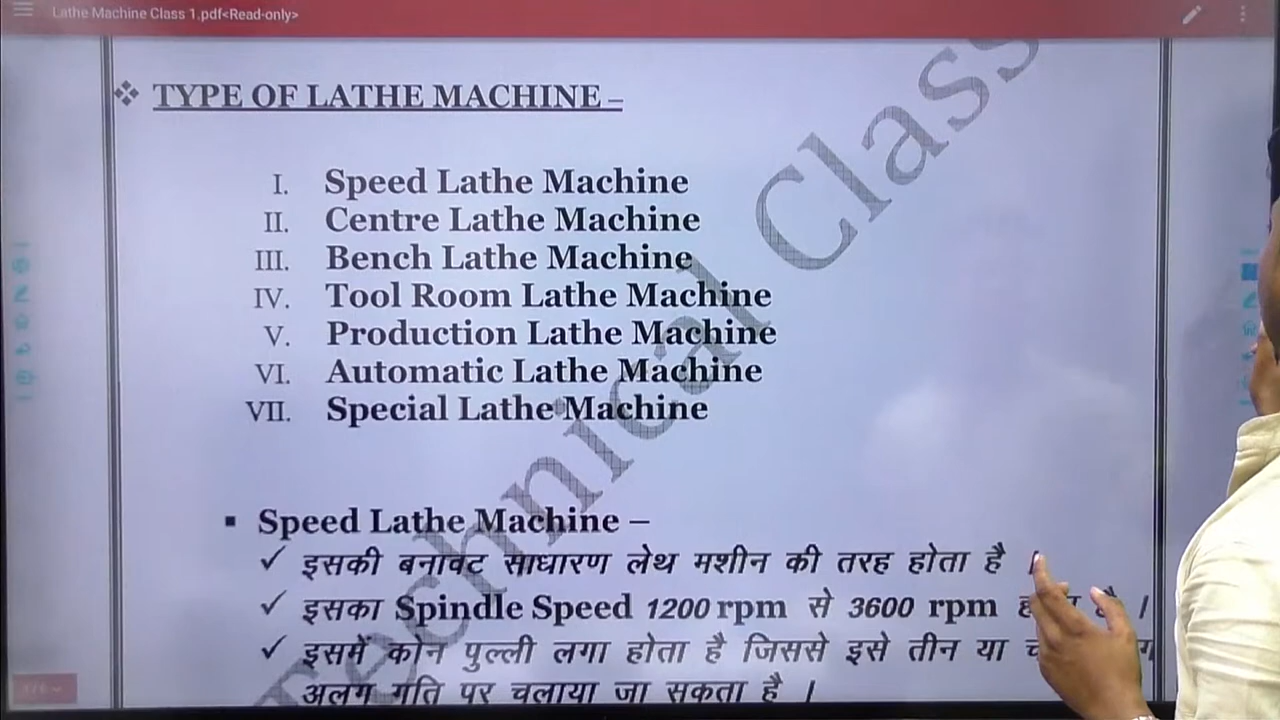 Lathe Machine Class 1.pdf<Read-only>
❖ TYPE OF LATHE MACHINE –
I. Speed Lathe Machine
II. Centre Lathe Machine
III. Bench Lathe Machine
IV. Tool Room Lathe Machine
V. Production Lathe Machine
VI. Automatic Lathe Machine
VII. Special Lathe Machine
▪ Speed Lathe Machine –
✓ इसकी बनावट साधारण लेथ मशीन की तरह होता है ।
✓ इसका Spindle Speed 1200 rpm से 3600 rpm है ।
✓ इसमें कोन पुल्ली लगा होता है जिससे इसे तीन या
अलग गति पर चलाया जा सकता है ।
Technical Class